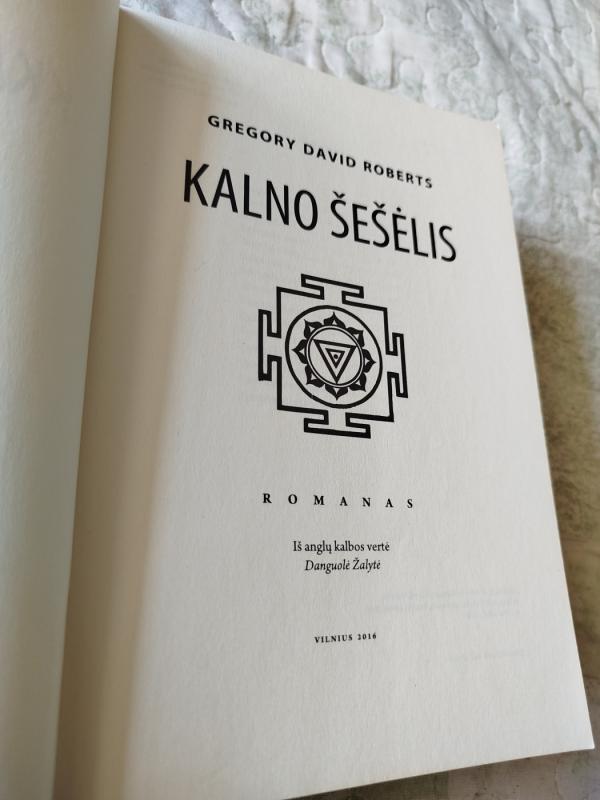 GREGORY DAVID ROBERTS
KALNO ŠEŠĖLIS
ROMANAS
Iš anglų kalbos vertė
Danguolė Žalytė
VILNIUS 2016